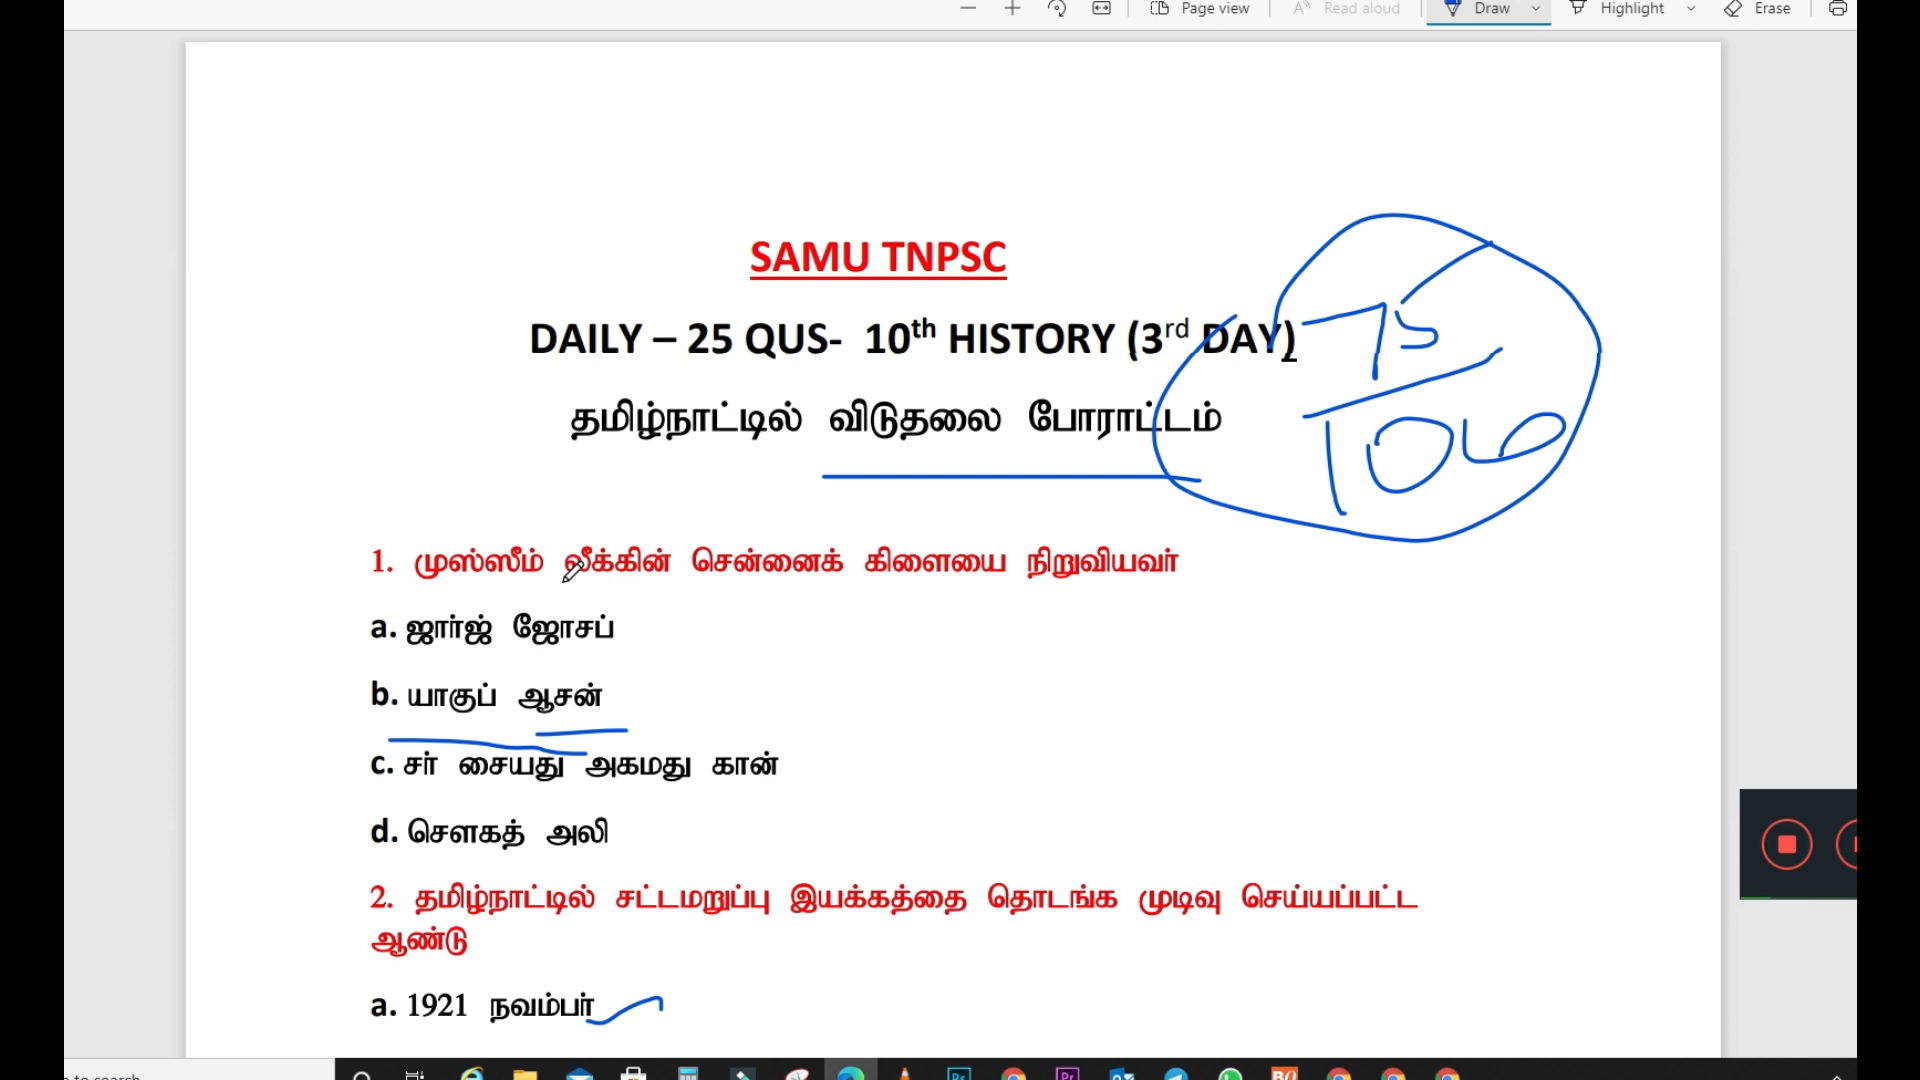 Page view
Read aloud
Draw
Highlight
Erase
SAMU TNPSC
DAILY – 25 QUS- 10th HISTORY (3rd DAY)
தமிழ்நாட்டில் விடுதலை போராட்டம்
75
100
1. முஸ்லீம் லீக்கின் சென்னைக் கிளையை நிறுவியவர்
a. ஜார்ஜ் ஜோசப்
b. யாகுப் ஆசன்
c. சர் சையது அகமது கான்
d. சௌகத் அலி
2. தமிழ்நாட்டில் சட்டமறுப்பு இயக்கத்தை தொடங்க முடிவு செய்யப்பட்ட
ஆண்டு
a. 1921 நவம்பர்
to search